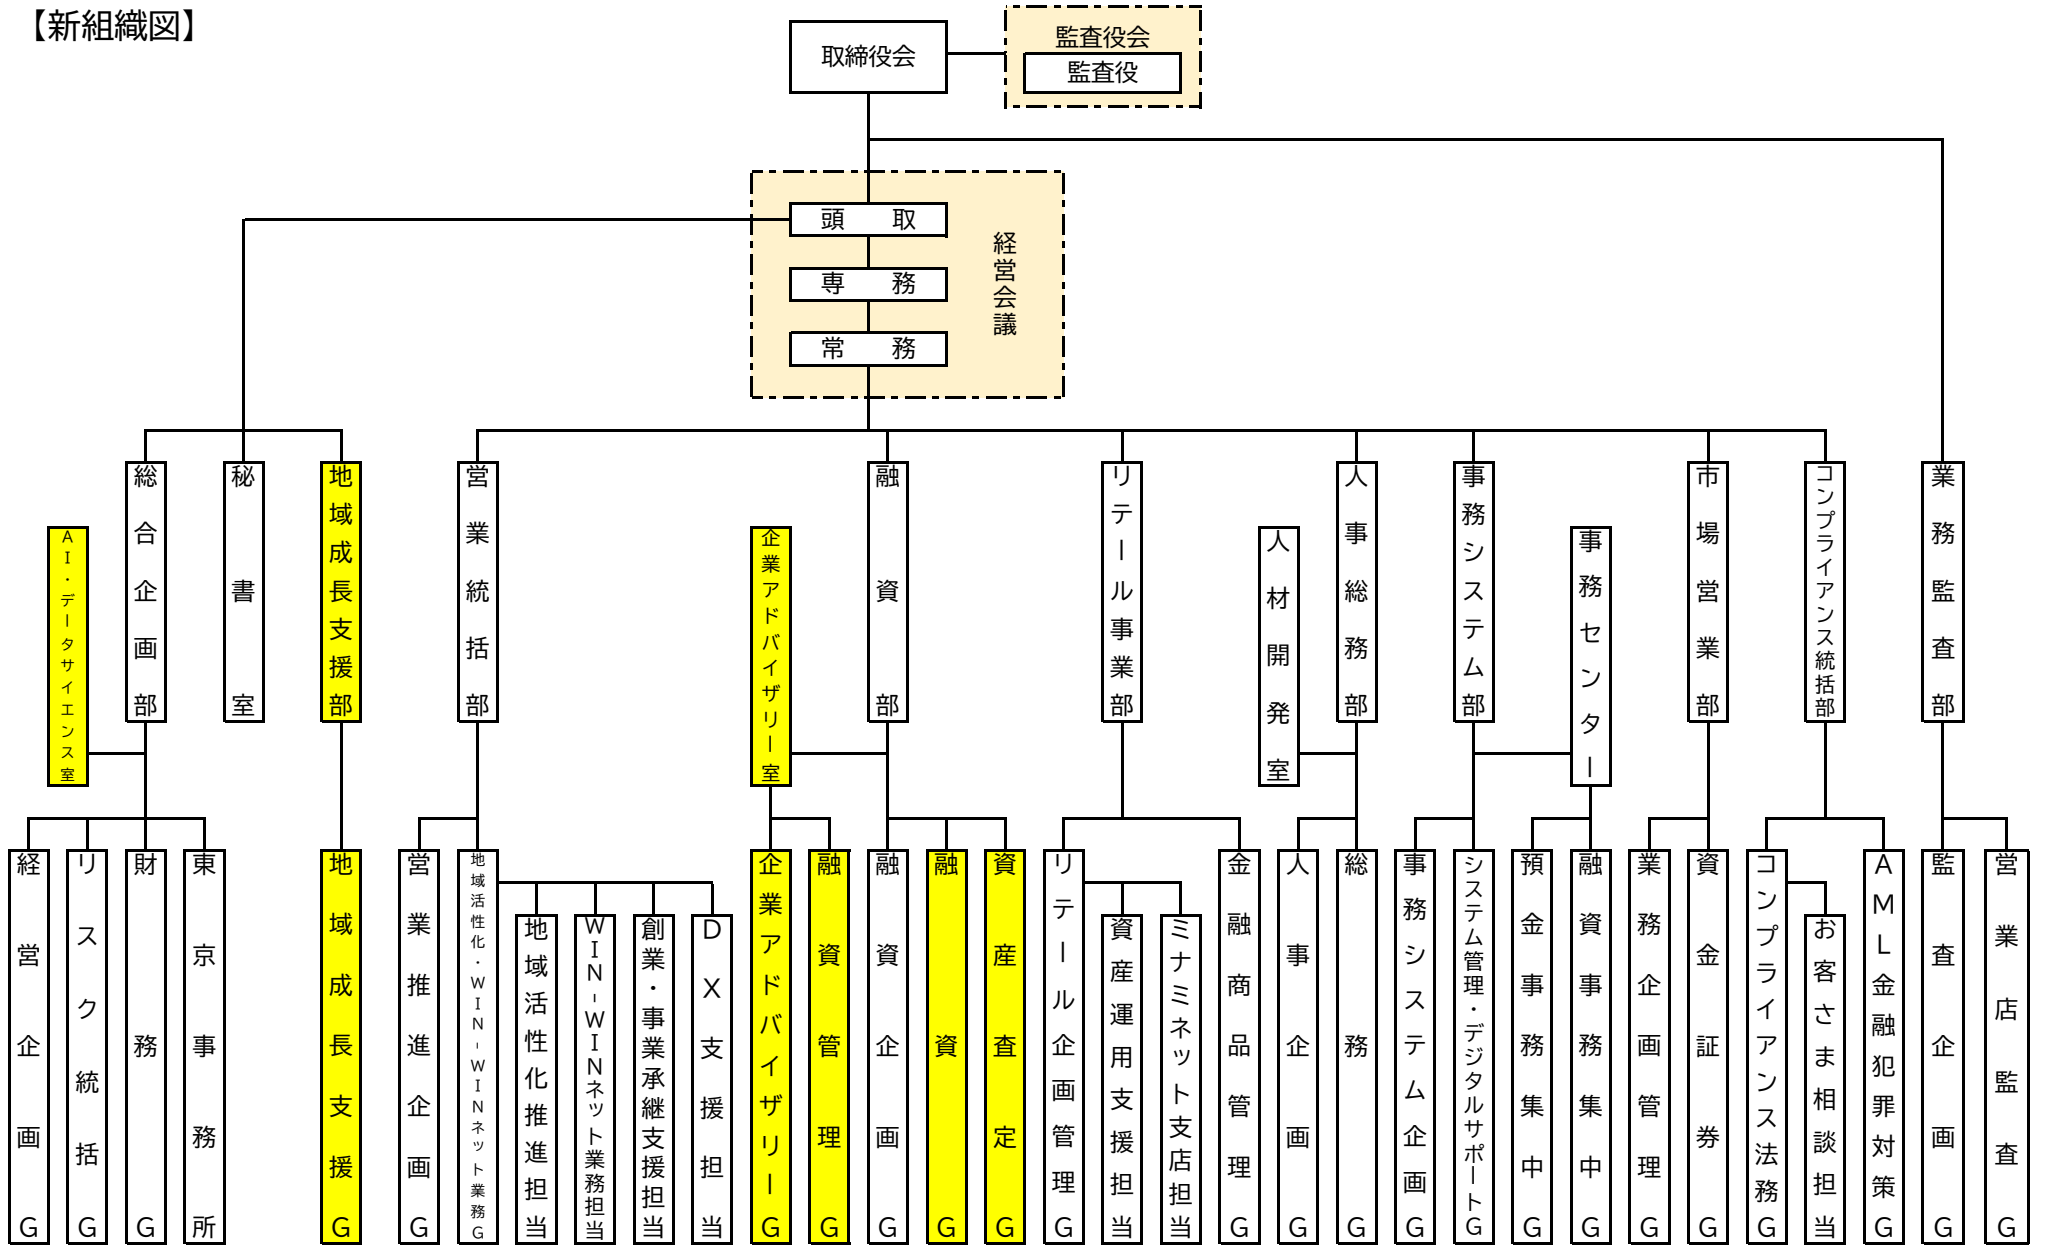 【新組織図】
取締役会
監査役会
監査役
頭　取
専　務
常　務
経営会議
総合企画部
秘書室
地域成長支援部
営業統括部
融資部
リテール事業部
人事総務部
事務システム部
市場営業部
コンプライアンス統括部
業務監査部
ＡＩ・データサイエンス室
企業アドバイザリー室
人材開発室
事務センター
経営企画Ｇ
リスク統括Ｇ
財務Ｇ
東京事務所
地域成長支援Ｇ
営業推進企画Ｇ
地域活性化・ＷＩＮ－ＷＩＮネット業務Ｇ
地域活性化推進担当
ＷＩＮ－ＷＩＮネット業務担当
創業・事業承継支援担当
ＤＸ支援担当
企業アドバイザリーＧ
融資管理Ｇ
融資企画Ｇ
融資Ｇ
資産査定Ｇ
リテール企画管理Ｇ
資産運用支援担当
ミナミネット支店担当
金融商品管理Ｇ
人事企画Ｇ
総務Ｇ
事務システム企画Ｇ
システム管理・デジタルサポートＧ
預金事務集中Ｇ
融資事務集中Ｇ
業務企画管理Ｇ
資金証券Ｇ
コンプライアンス法務Ｇ
お客さま相談担当
ＡＭＬ金融犯罪対策Ｇ
監査企画Ｇ
営業店監査Ｇ